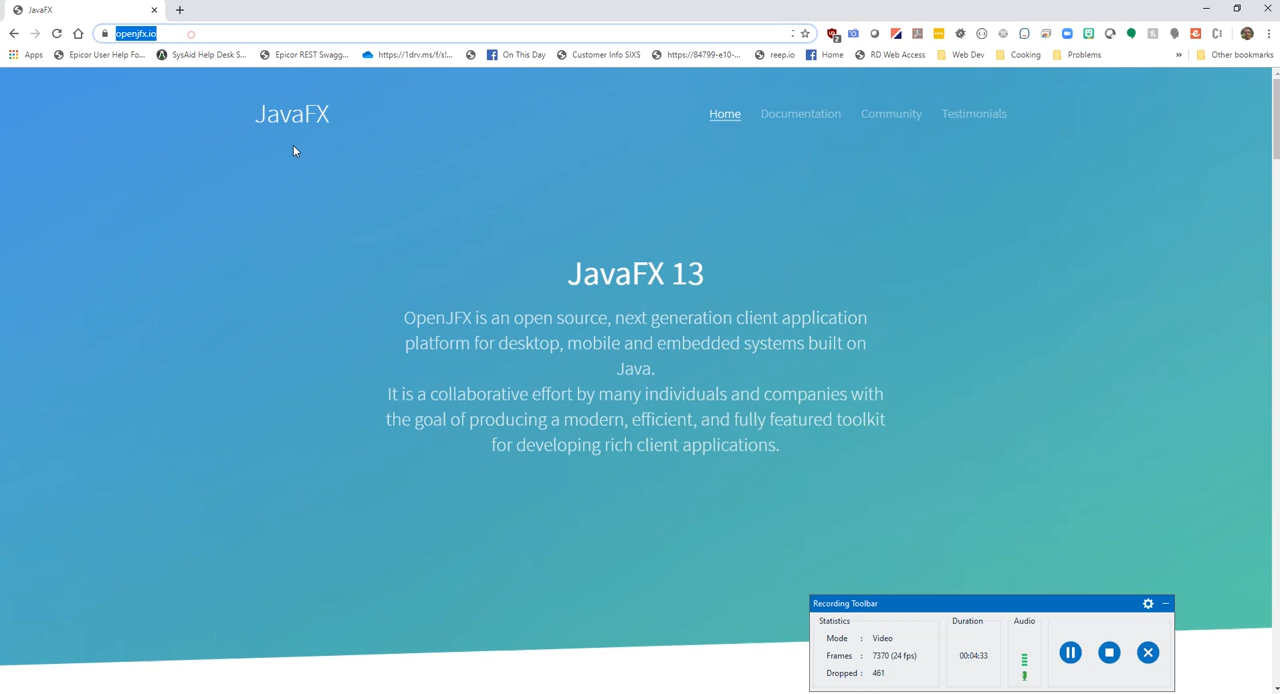 JavaFX
openjfx.io
Apps
Epicor User Help Fo...
SysAid Help Desk S...
Epicor REST Swagg...
https://1drv.ms/f/s!...
On This Day
Customer Info SIXS
https://84799-e10-...
reep.io
Home
RD Web Access
Web Dev
Cooking
Problems
»
Other bookmarks
JavaFX
Home
Documentation
Community
Testimonials
JavaFX 13
OpenJFX is an open source, next generation client application
platform for desktop, mobile and embedded systems built on
Java.
It is a collaborative effort by many individuals and companies with
the goal of producing a modern, efficient, and fully featured toolkit
for developing rich client applications.
Recording Toolbar
Statistics
Mode : Video
Frames : 7370 (24 fps)
Dropped : 461
Duration
00:04:33
Audio